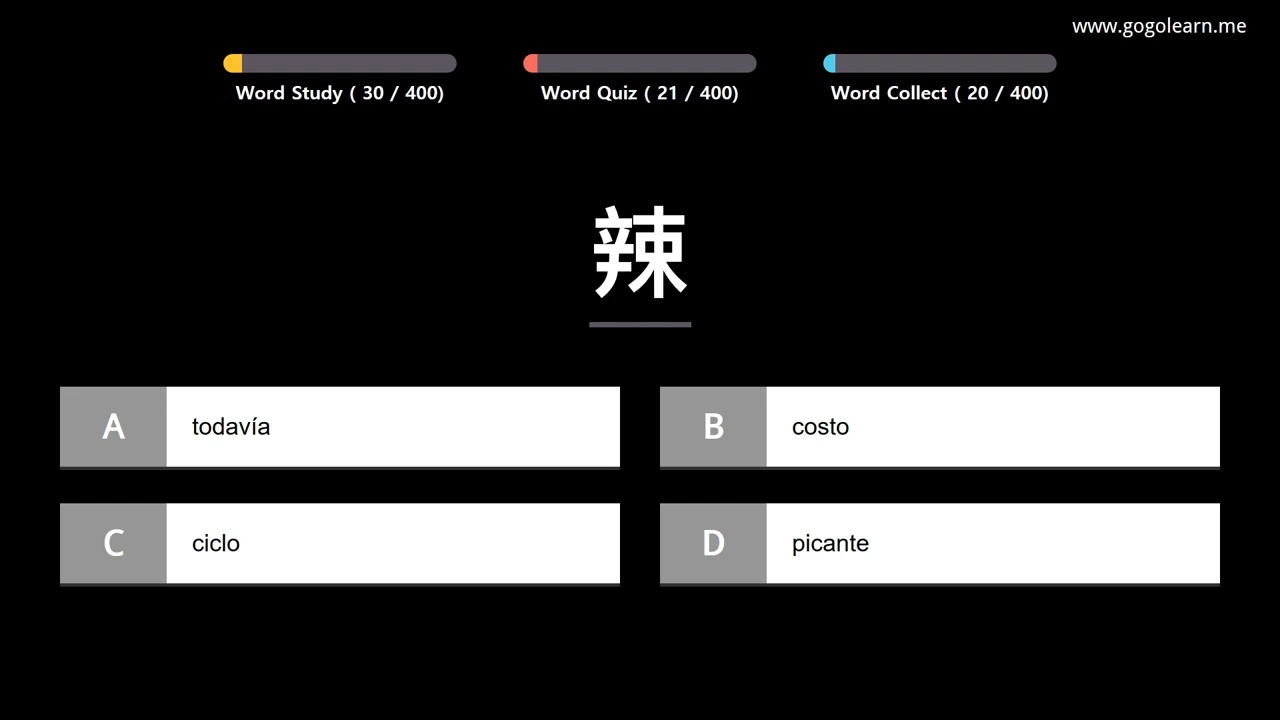 www.gogolearn.me
Word Study ( 30 / 400)
Word Quiz ( 21 / 400)
Word Collect ( 20 / 400)
辣
A todavía
B costo
C ciclo
D picante